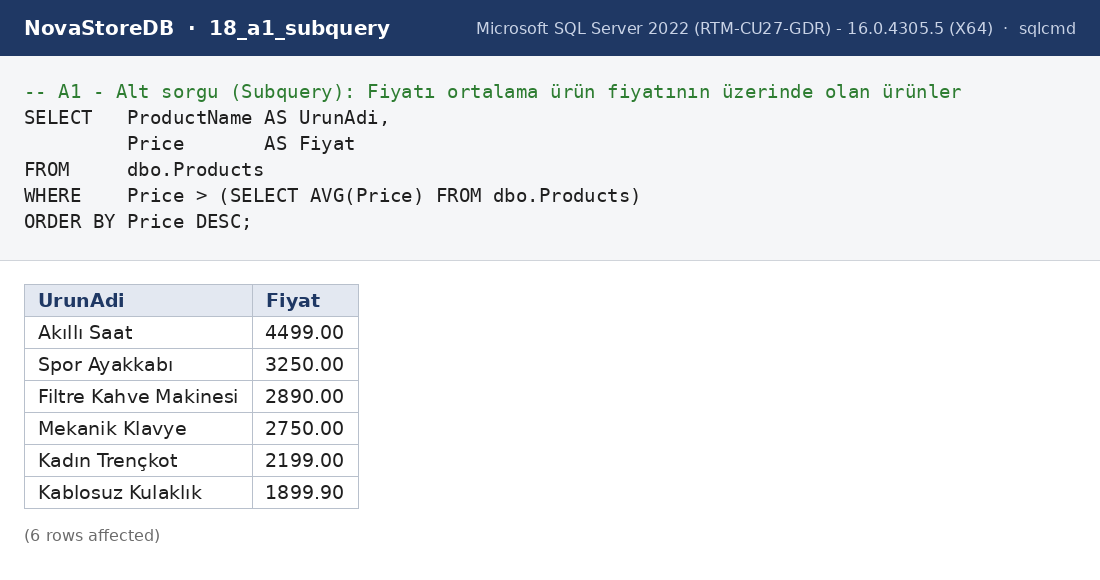 NovaStoreDB · 18_a1_subquery
Microsoft SQL Server 2022 (RTM-CU27-GDR) - 16.0.4305.5 (X64) · sqlcmd
-- A1 - Alt sorgu (Subquery): Fiyatı ortalama ürün fiyatının üzerinde olan ürünler
SELECT   ProductName AS UrunAdi,
         Price       AS Fiyat
FROM     dbo.Products
WHERE    Price > (SELECT AVG(Price) FROM dbo.Products)
ORDER BY Price DESC;
UrunAdi Fiyat
Akıllı Saat 4499.00
Spor Ayakkabı 3250.00
Filtre Kahve Makinesi 2890.00
Mekanik Klavye 2750.00
Kadın Trençkot 2199.00
Kablosuz Kulaklık 1899.90
(6 rows affected)